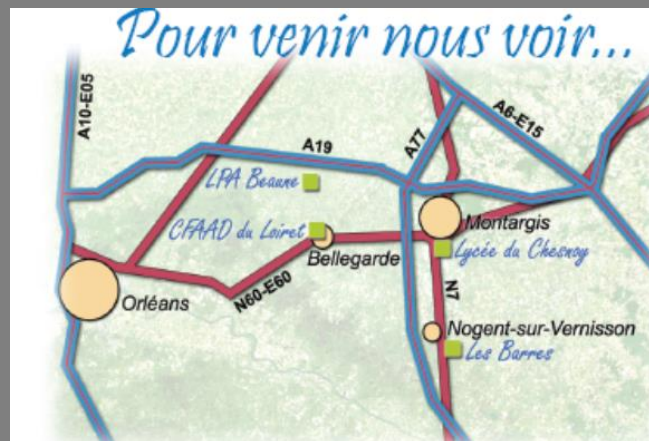 Pour venir nous voir...
A10-E05
A6-E15
A19
A77
LPA Beaune
CFAAD du Loiret
Montargis
Bellegarde
Lycée du Chesnoy
N60-E60
N7
Orléans
Nogent-sur-Vernisson
Les Barres